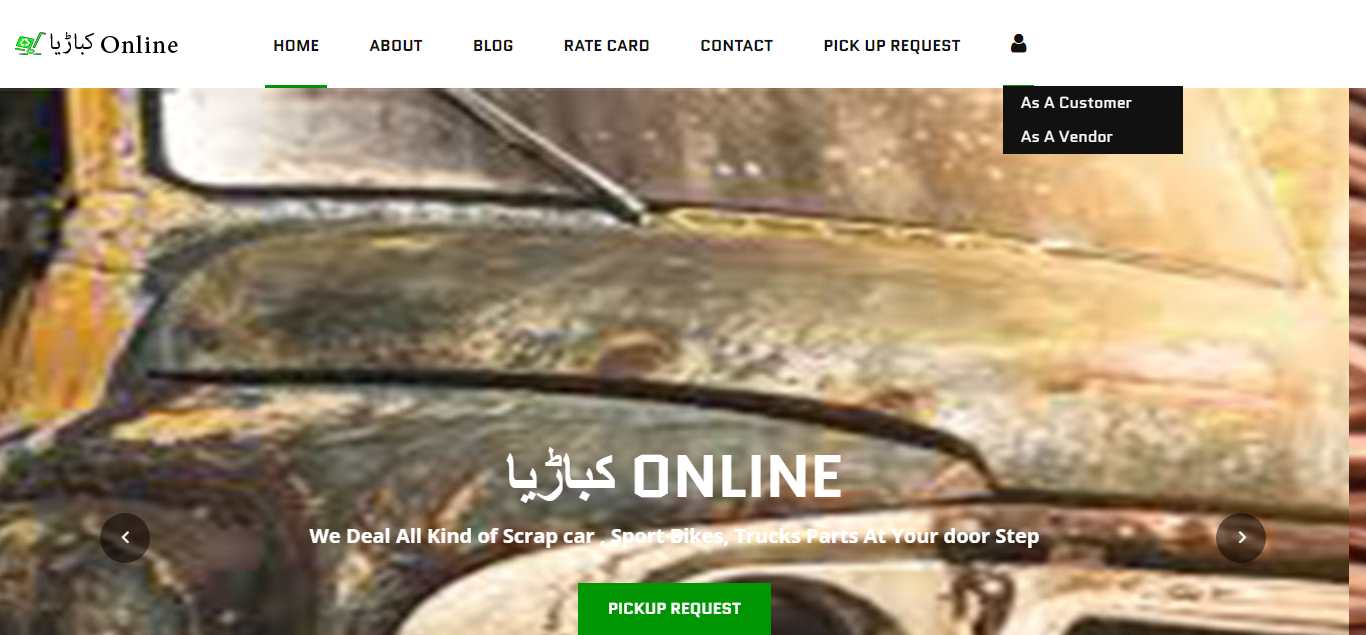 کباڑیا Online
HOME ABOUT BLOG RATE CARD CONTACT PICK UP REQUEST
As A Customer
As A Vendor
کباڑیا ONLINE
We Deal All Kind of Scrap car , Sport Bikes, Trucks Parts At Your door Step
PICKUP REQUEST